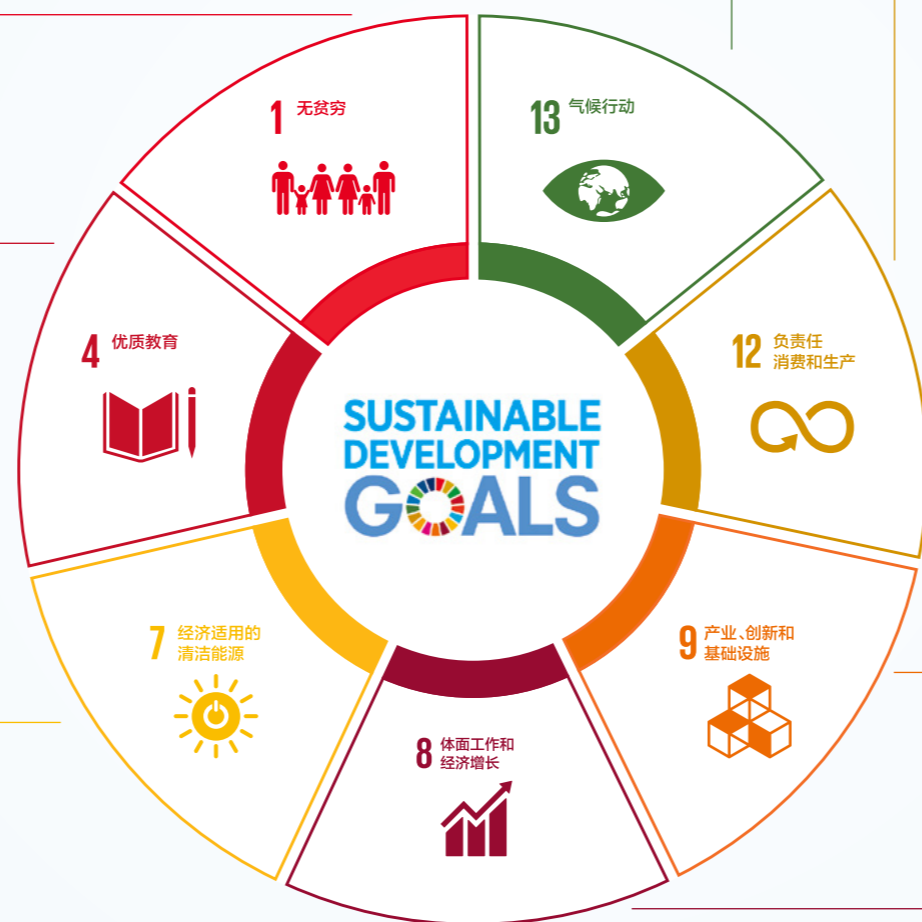 1 无贫穷
13 气候行动
4 优质教育
12 负责任
消费和生产
SUSTAINABLE
DEVELOPMENT
GOALS
7 经济适用的
清洁能源
9 产业、创新和
基础设施
8 体面工作和
经济增长